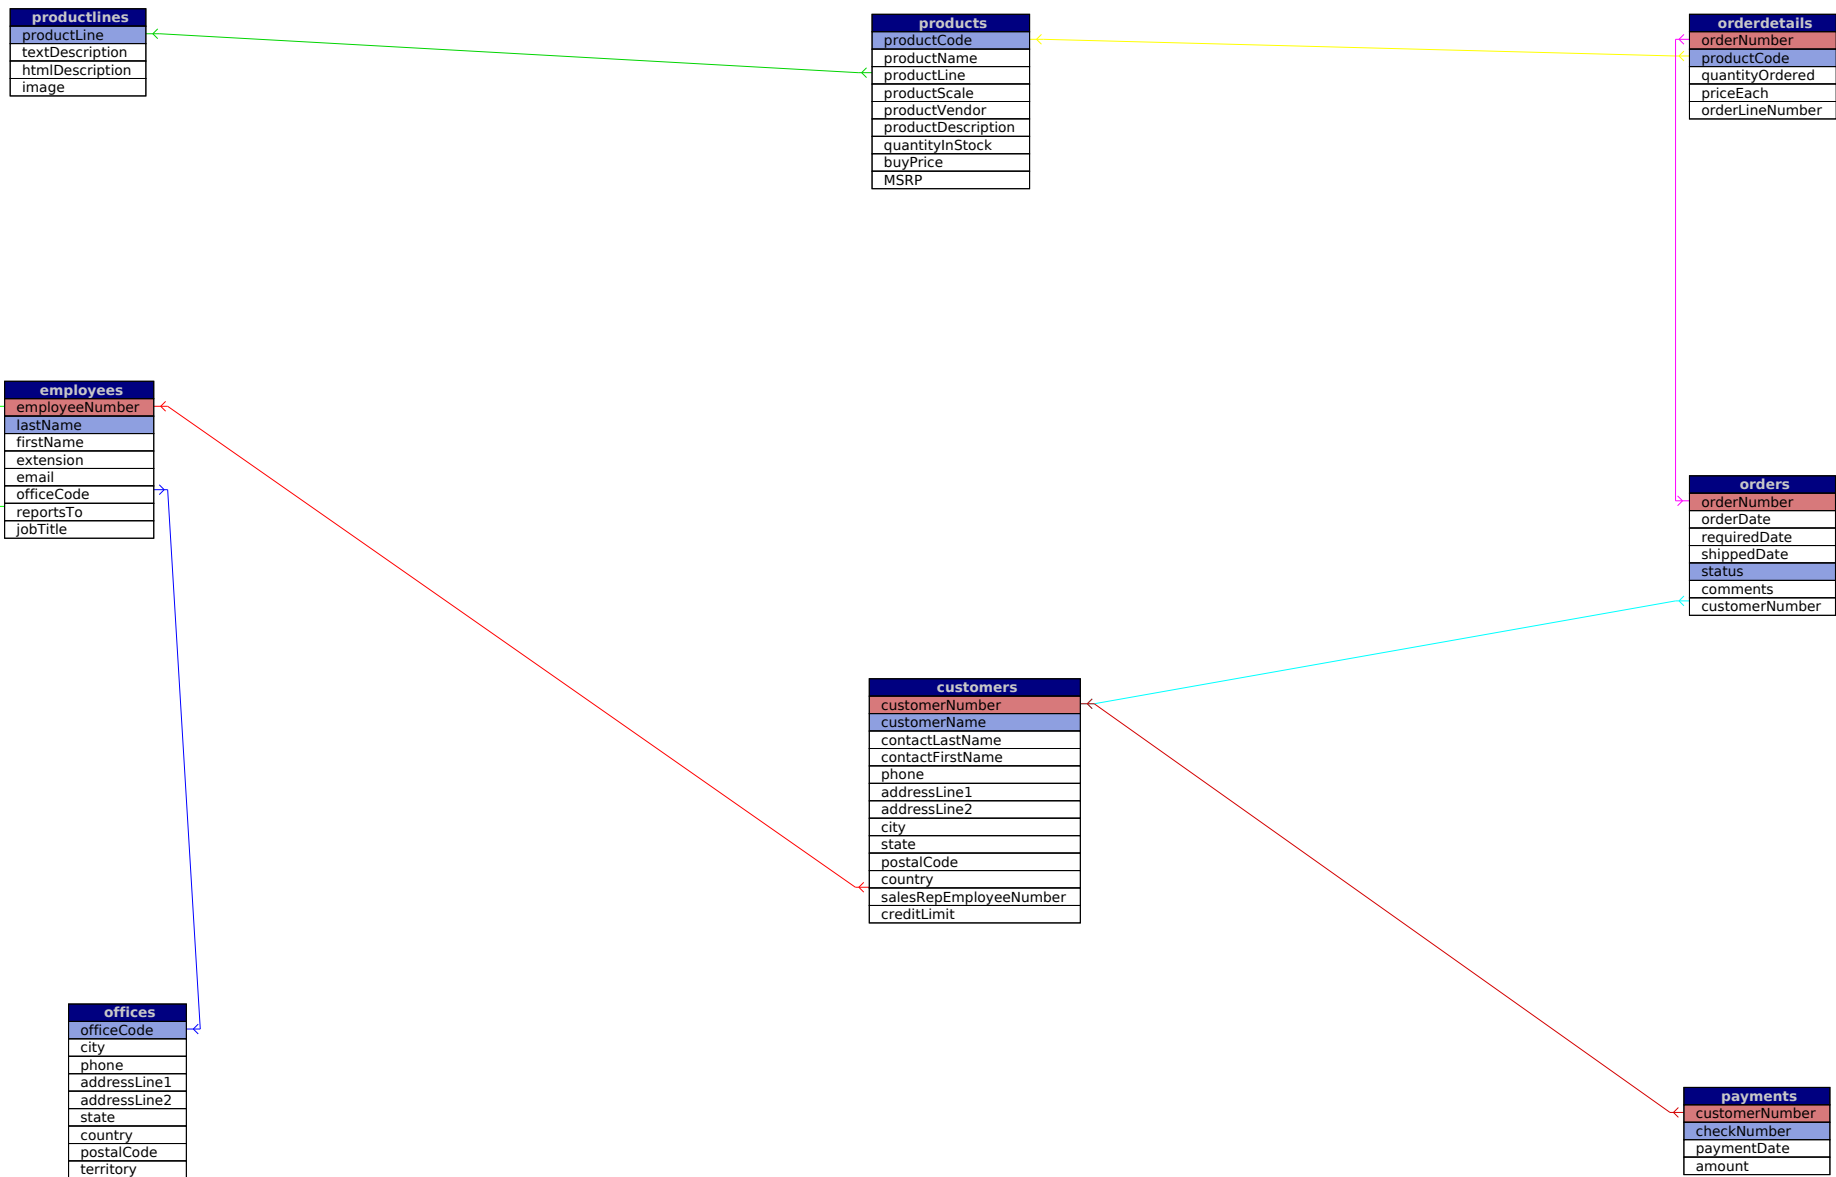 productlines
productLine
textDescription
htmlDescription
image
products
productCode
productName
productLine
productScale
productVendor
productDescription
quantityInStock
buyPrice
MSRP
orderdetails
orderNumber
productCode
quantityOrdered
priceEach
orderLineNumber
employees
employeeNumber
lastName
firstName
extension
email
officeCode
reportsTo
jobTitle
orders
orderNumber
orderDate
requiredDate
shippedDate
status
comments
customerNumber
customers
customerNumber
customerName
contactLastName
contactFirstName
phone
addressLine1
addressLine2
city
state
postalCode
country
salesRepEmployeeNumber
creditLimit
offices
officeCode
city
phone
addressLine1
addressLine2
state
country
postalCode
territory
payments
customerNumber
checkNumber
paymentDate
amount